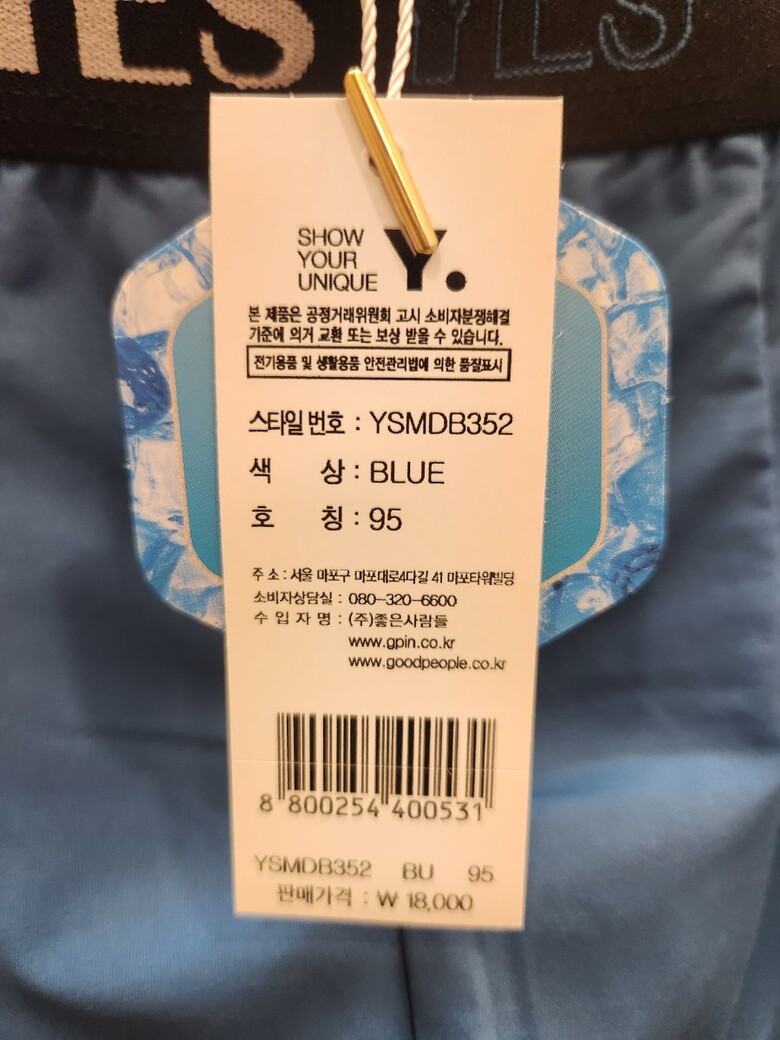 YES
SHOW
YOUR
UNIQUE
Y.
본 제품은 공정거래위원회 고시 소비자분쟁해결
기준에 의거 교환 또는 보상 받을 수 있습니다.
전기용품 및 생활용품 안전관리법에 의한 품질표시
스타일 번호 : YSMDB352
색 상 : BLUE
호 칭 : 95
주 소 : 서울 마포구 마포대로4다길 41 마포타워빌딩
소비자상담실 : 080-320-6600
수 입 자 명 : (주)좋은사람들
www.gpin.co.kr
www.goodpeople.co.kr
8 800254 400531
YSMDB352 BU 95
판매가격 : ₩ 18,000